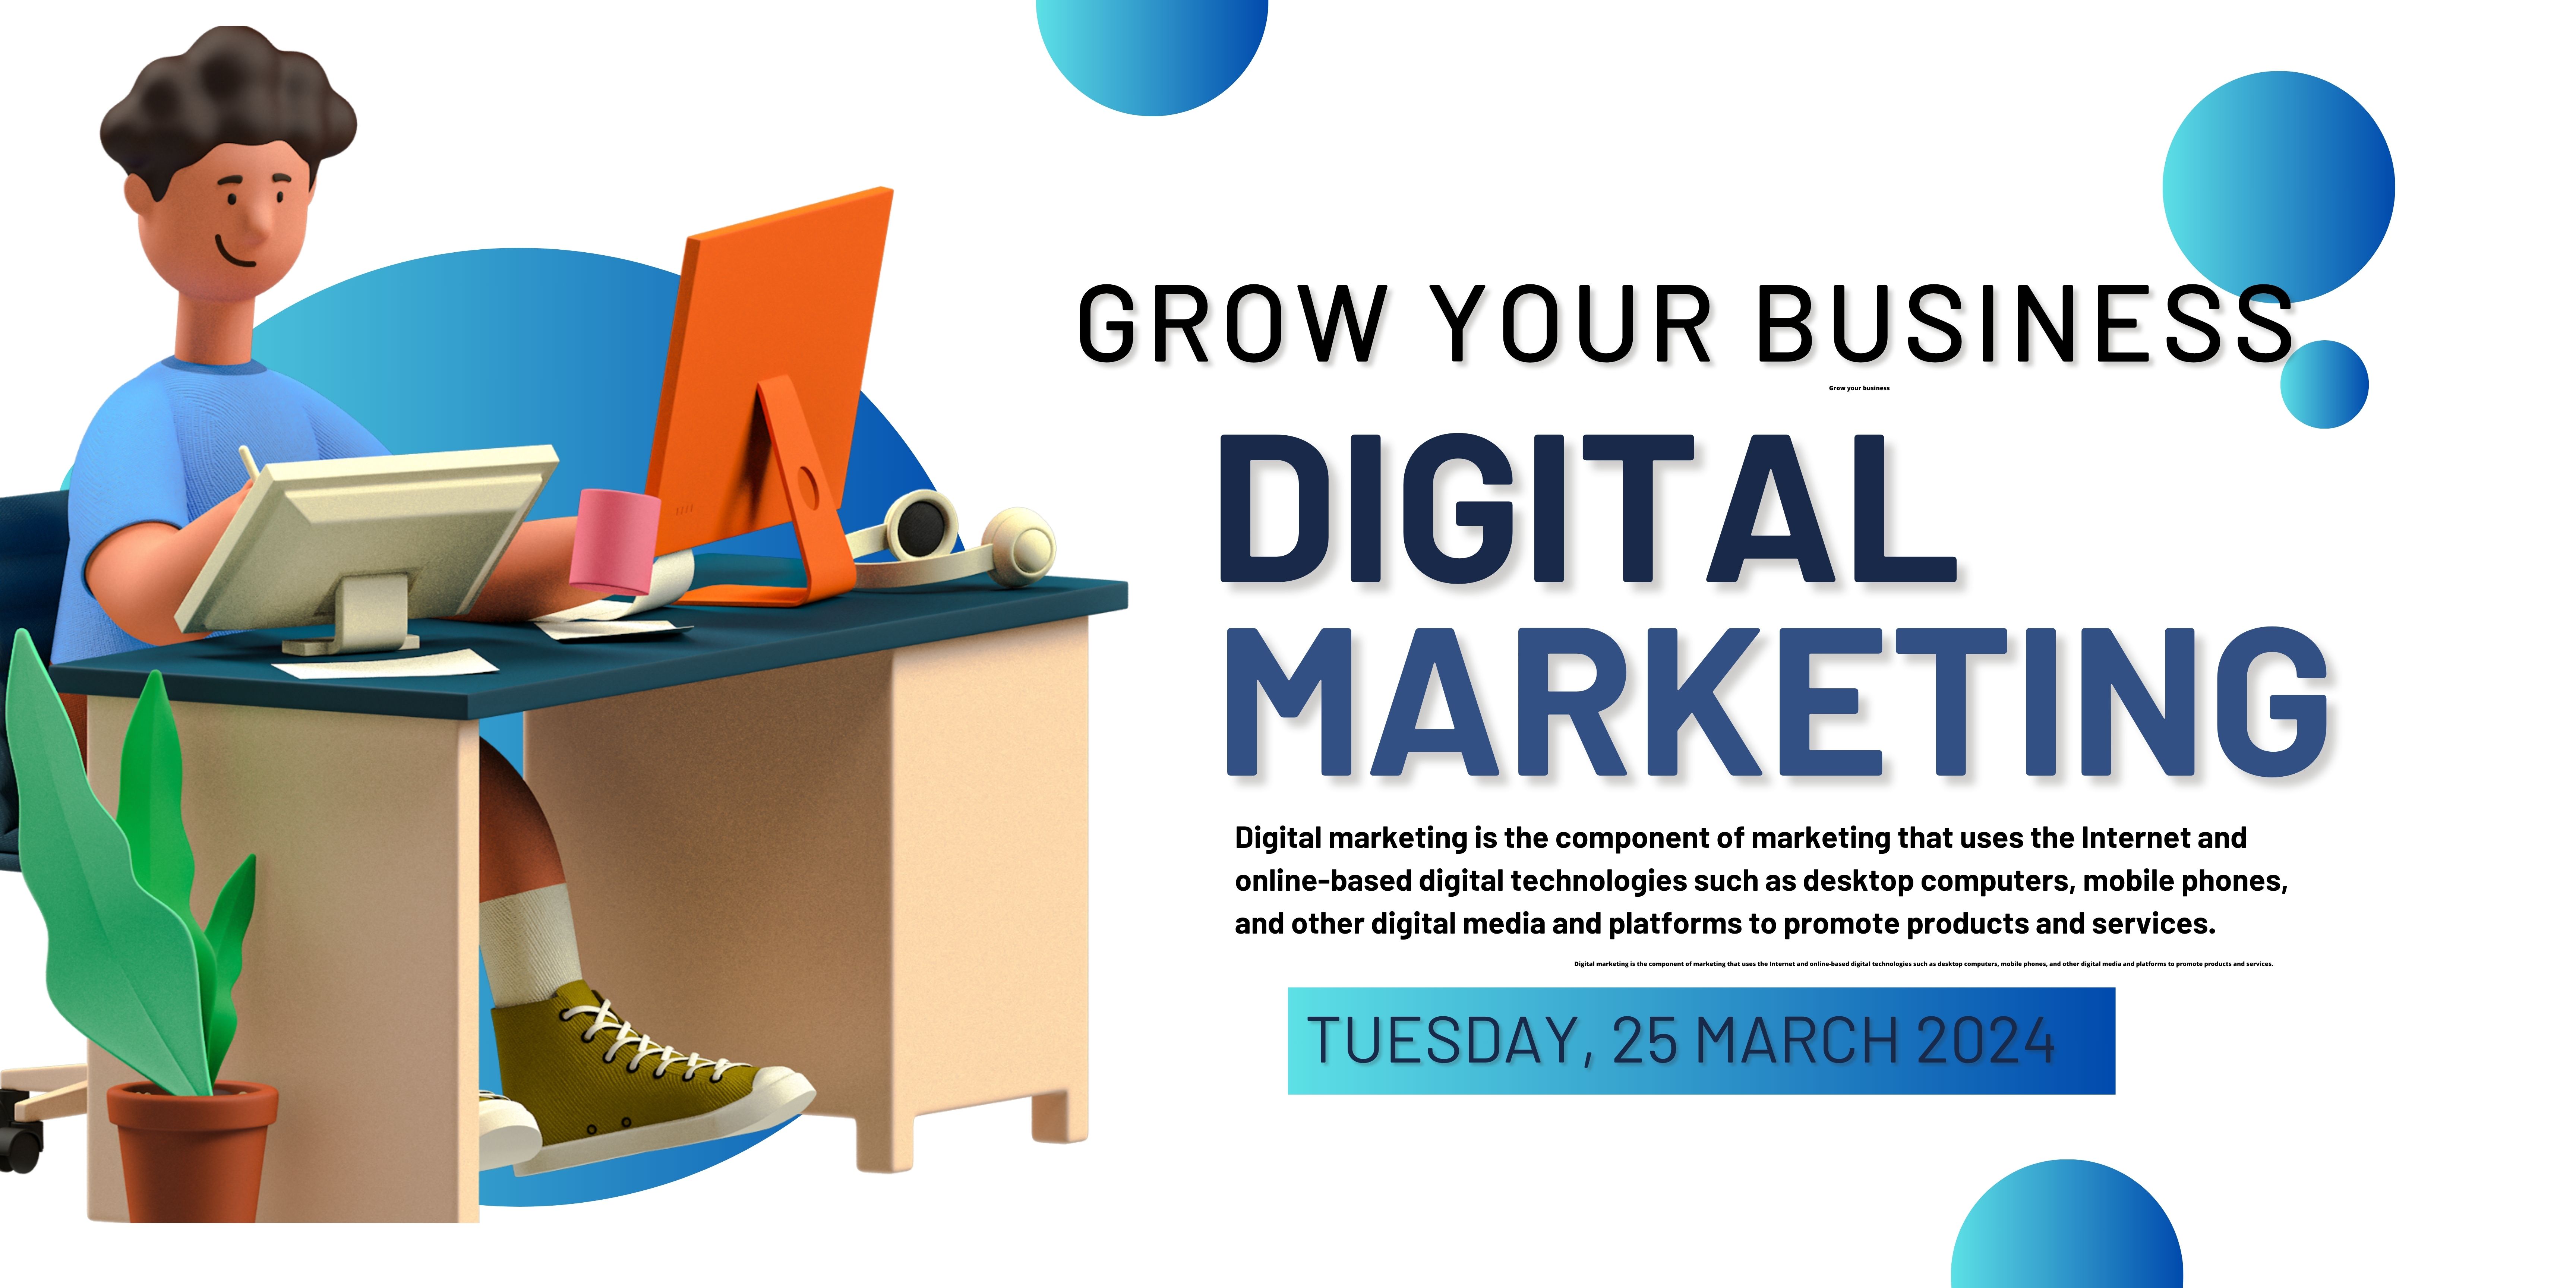 GROW YOUR BUSINESS
Grow your business
DIGITAL
MARKETING
Digital marketing is the component of marketing that uses the Internet and
online-based digital technologies such as desktop computers, mobile phones,
and other digital media and platforms to promote products and services.
Digital marketing is the component of marketing that uses the Internet and online-based digital technologies such as desktop computers, mobile phones, and other digital media and platforms to promote products and services.
TUESDAY, 25 MARCH 2024